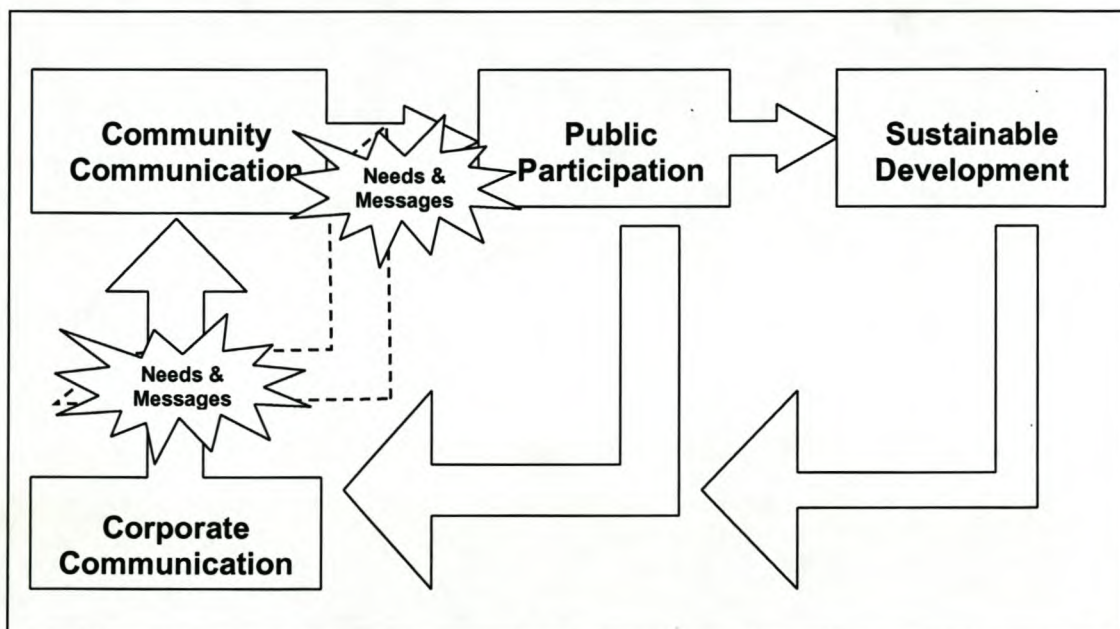 Community
Communication
Needs &
Messages
Public
Participation
Sustainable
Development
Needs &
Messages
Corporate
Communication